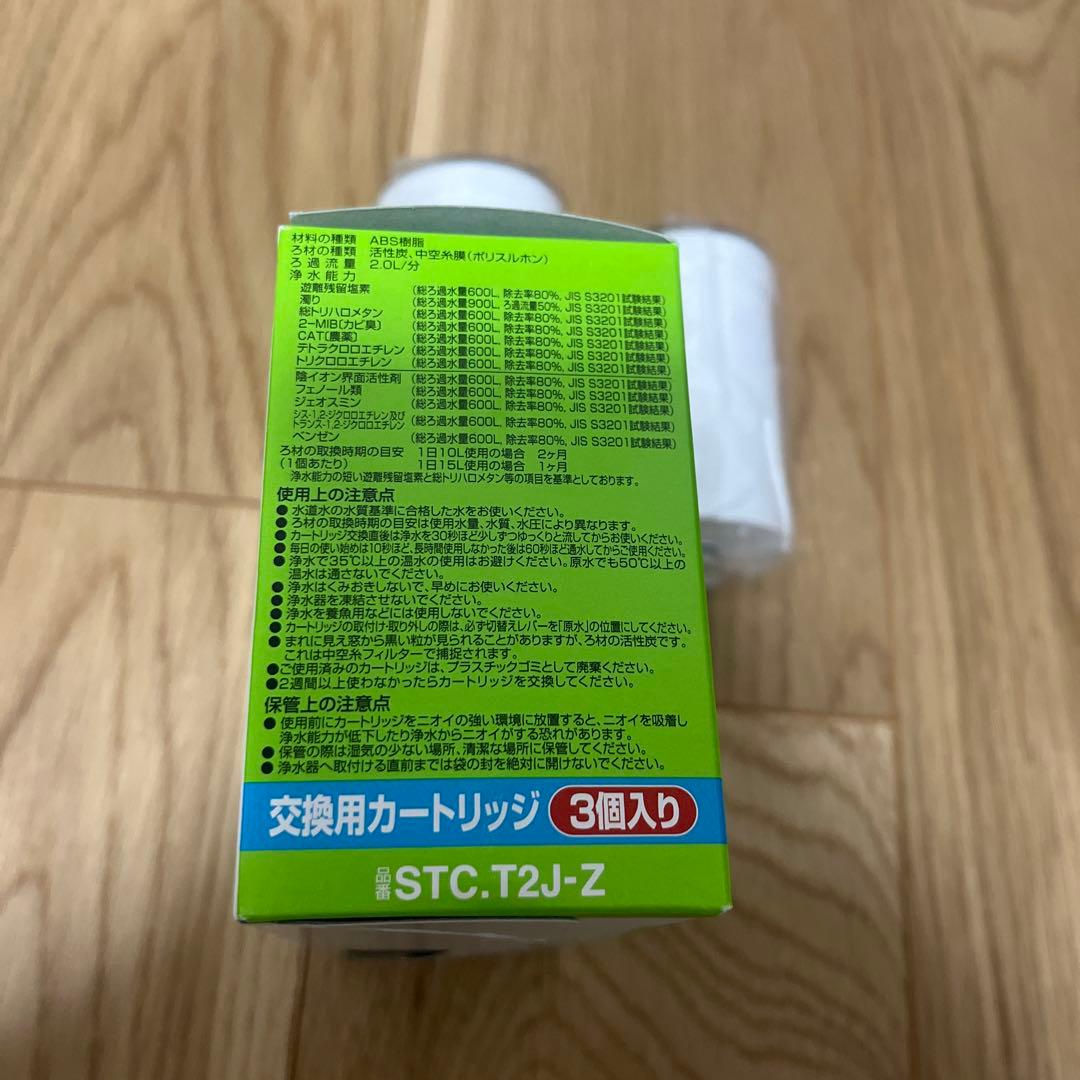 材料の種類 ABS樹脂
ろ材の種類 活性炭、中空糸膜(ポリスルホン)
ろ過流量 2.0L/分
浄水能力
遊離残留塩素 (総ろ過水量600L, 除去率80%, JIS S3201試験結果)
濁り (総ろ過水量900L, ろ過流量50%, JIS S3201試験結果)
総トリハロメタン (総ろ過水量600L, 除去率80%, JIS S3201試験結果)
2-MIB[カビ臭] (総ろ過水量600L, 除去率80%, JIS S3201試験結果)
CAT[農薬] (総ろ過水量600L, 除去率80%, JIS S3201試験結果)
テトラクロロエチレン (総ろ過水量600L, 除去率80%, JIS S3201試験結果)
トリクロロエチレン (総ろ過水量600L, 除去率80%, JIS S3201試験結果)
陰イオン界面活性剤 (総ろ過水量600L, 除去率80%, JIS S3201試験結果)
フェノール類 (総ろ過水量600L, 除去率80%, JIS S3201試験結果)
ジェオスミン (総ろ過水量600L, 除去率80%, JIS S3201試験結果)
シス-1,2-ジクロロエチレン及び
トランス-1,2-ジクロロエチレン (総ろ過水量600L, 除去率80%, JIS S3201試験結果)
ベンゼン (総ろ過水量600L, 除去率80%, JIS S3201試験結果)
ろ材の取換時期の目安 1日10L使用の場合 2ヶ月
(1個あたり) 1日15L使用の場合 1ヶ月
浄水能力の短い遊離残留塩素と総トリハロメタン等の項目を基準としております。
使用上の注意点
● 水道水の水質基準に合格した水をお使いください。
● ろ材の取換時期の目安は使用水量、水質、水圧により異なります。
● カートリッジ交換直後は浄水を30秒ほど少しずつゆっくりと流してからお使いください。
● 毎日の使い始めは10秒ほど、長時間使用しなかった後は60秒ほど通水してからご使用ください。
● 浄水で35℃以上の温水の使用はお避けください。原水でも50℃以上の
温水は通さないでください。
● 浄水はくみおきしないで、早めにお使いください。
● 浄水器を凍結させないでください。
● 浄水を養魚用などには使用しないでください。
● カートリッジの取付け・取り外しの際は、必ず切替えレバーを「原水」の位置にしてください。
● まれに見え窓から黒い粒が見られることがありますが、ろ材の活性炭です。
これは中空糸フィルターで捕捉されます。
●ご使用済みのカートリッジは、プラスチックゴミとして廃棄ください。
●2週間以上使わなかったらカートリッジを交換してください。
保管上の注意点
● 使用前にカートリッジをニオイの強い環境に放置すると、ニオイを吸着し
浄水能力が低下したり浄水からニオイがする恐れがあります。
● 保管の際は湿気の少ない場所、清潔な場所に保管してください。
● 浄水器へ取付ける直前までは袋の封を絶対に開けないでください。
交換用カートリッジ 3個入り
品番 STC.T2J-Z